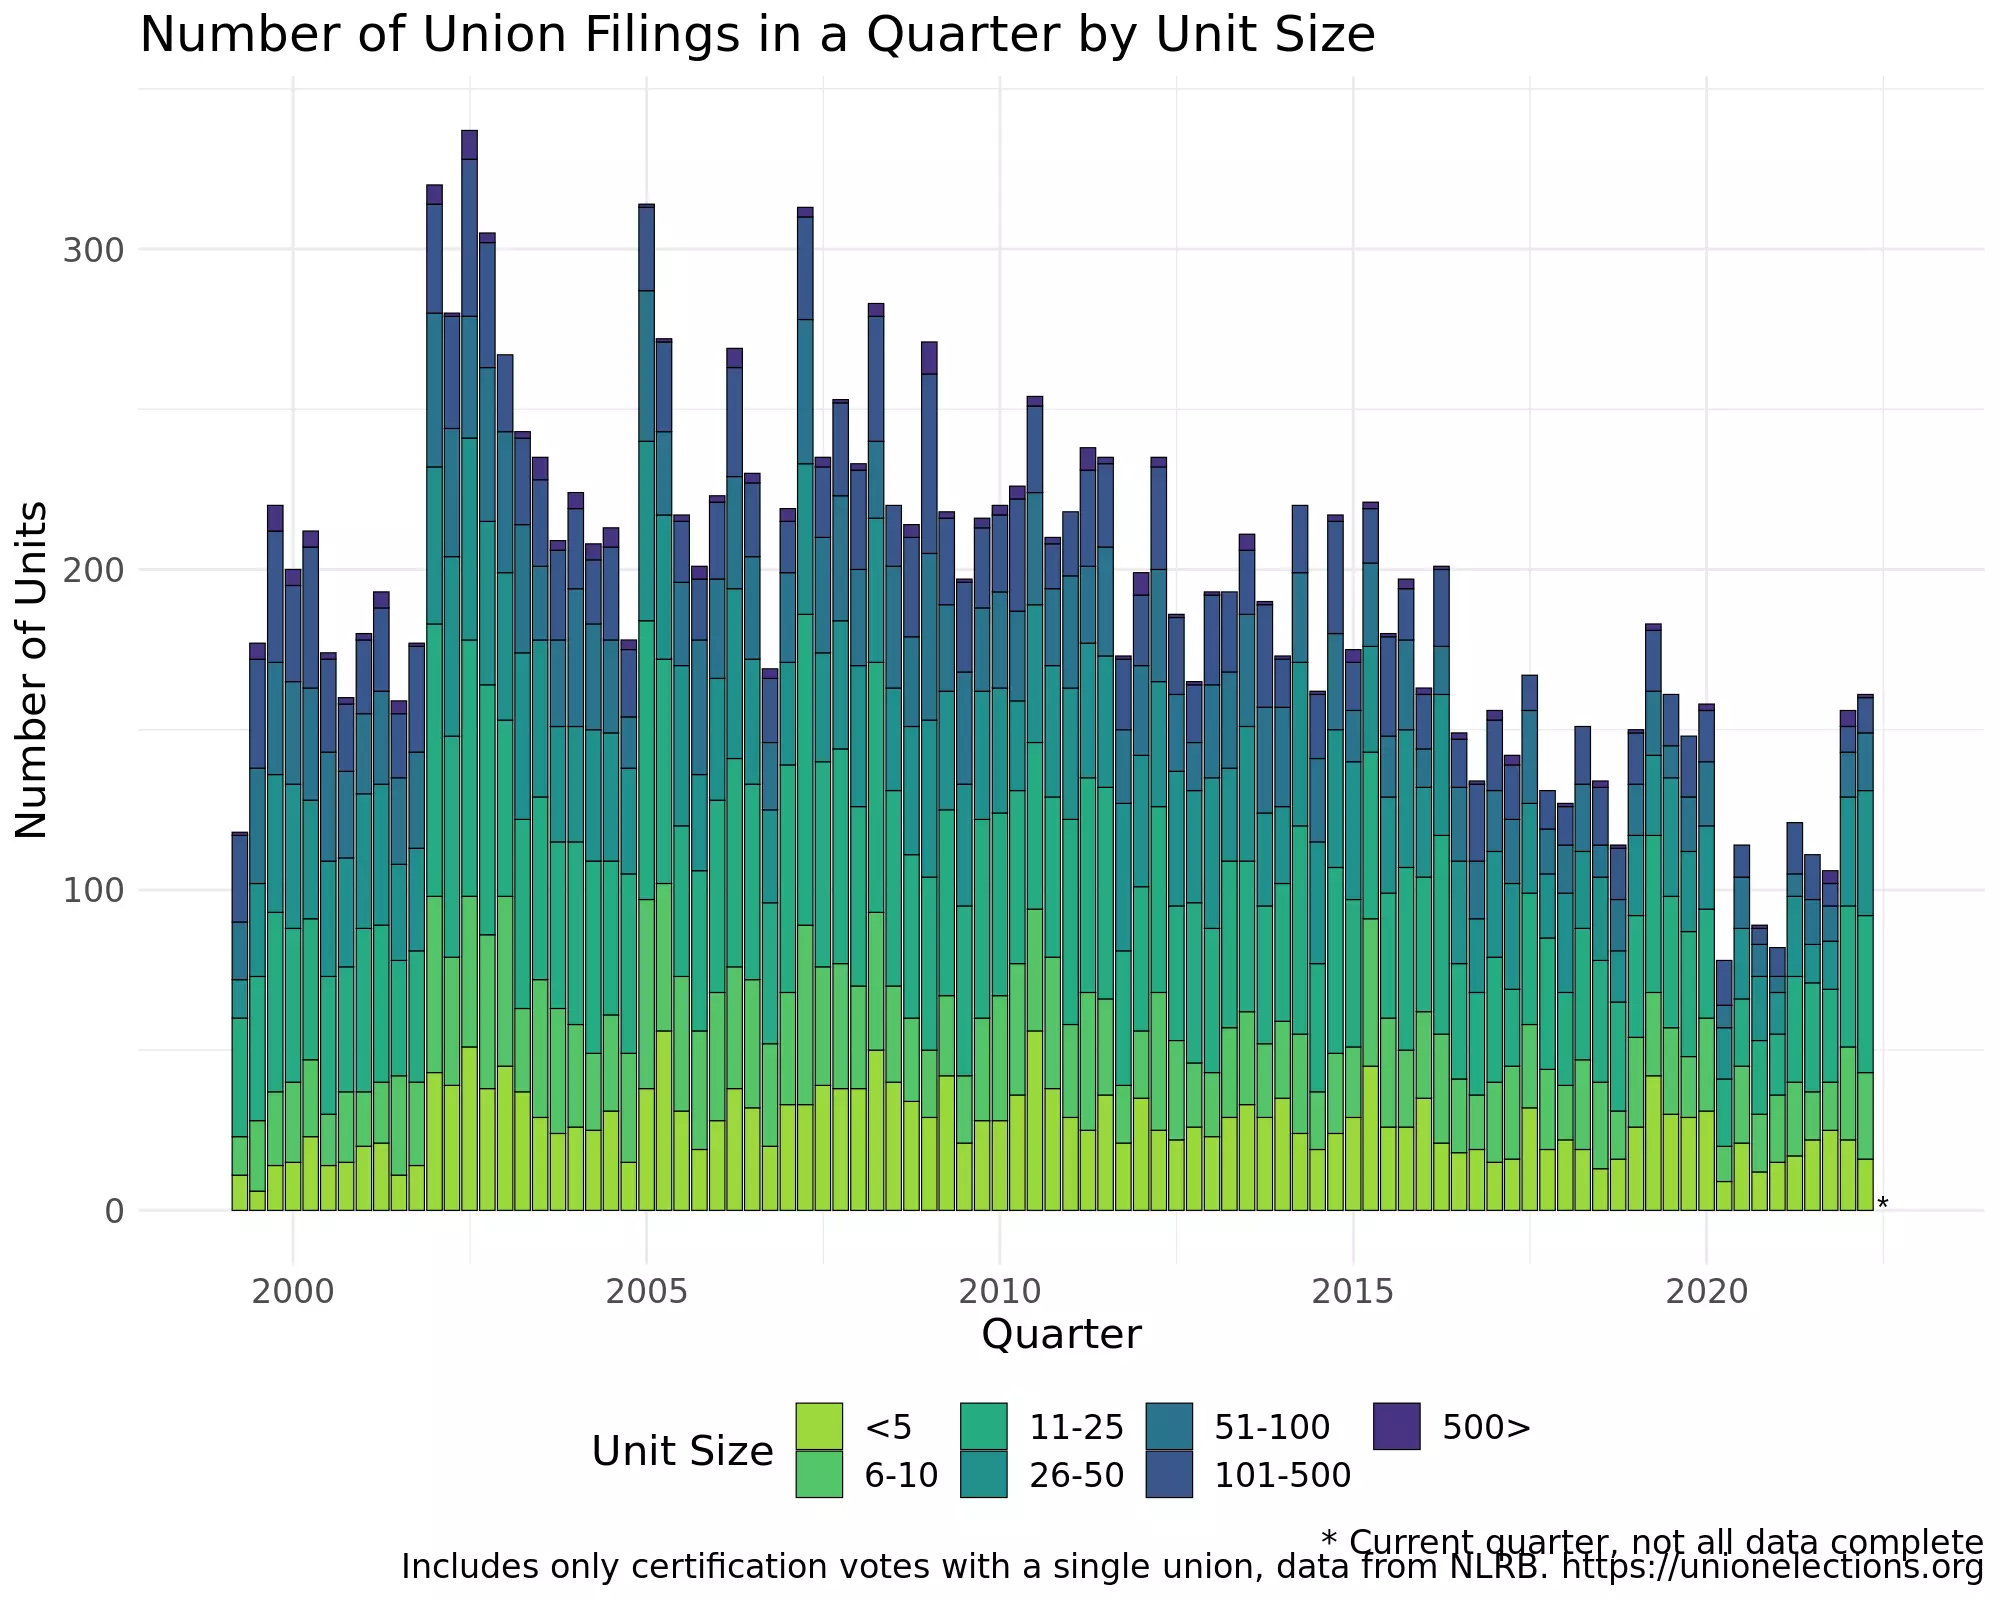 Number of Union Filings in a Quarter by Unit Size
Number of Units
300
200
100
0
*
2000 2005 2010 2015 2020
Quarter
Unit Size
<5 11-25 51-100 500>
6-10 26-50 101-500
* Current quarter, not all data complete
Includes only certification votes with a single union, data from NLRB. https://unionelections.org